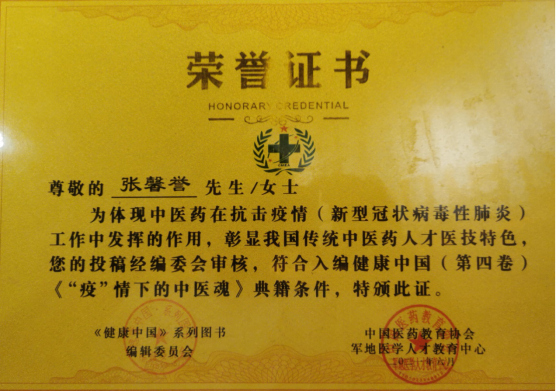 荣誉证书
HONORARY CREDENTIAL
尊敬的 张馨誉 先生/女士
为体现中医药在抗击疫情（新型冠状病毒性肺炎）
工作中发挥的作用，彰显我国传统中医药人才医技特色，
您的投稿经编委会审核，符合入编健康中国（第四卷）
《“疫”情下的中医魂》典籍条件，特颁此证。
《健康中国》系列图书
编辑委员会
中国医药教育协会
军地医学人才教育中心